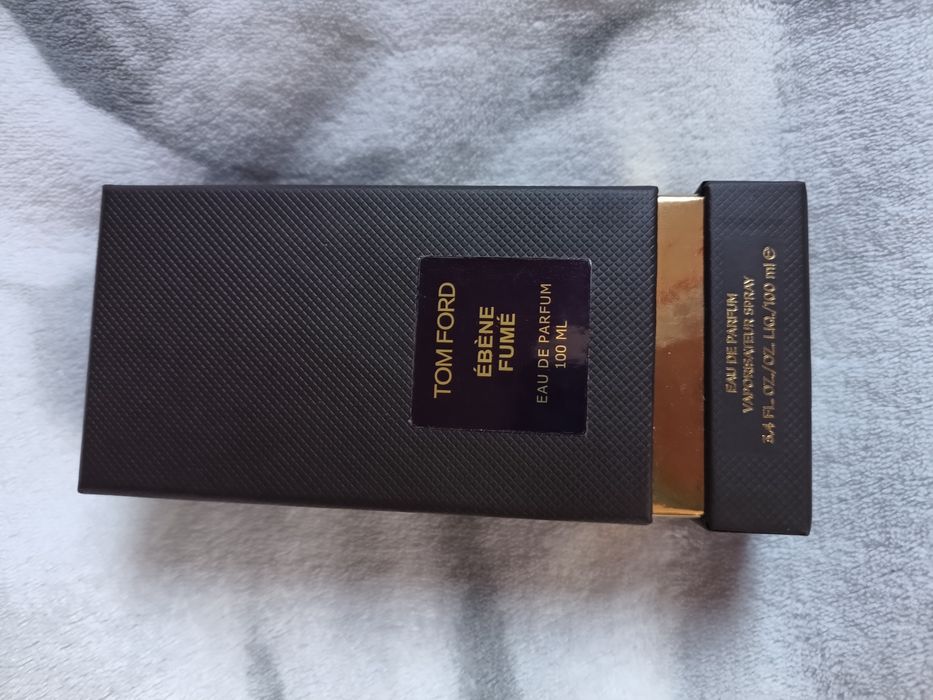 TOM FORD
ÉBÈNE
FUMÉ
EAU DE PARFUM
100 ML
EAU DE PARFUM
VAPORISATEUR SPRAY
3.4 FL. OZ./OZ. LIQ./100 ml ℮